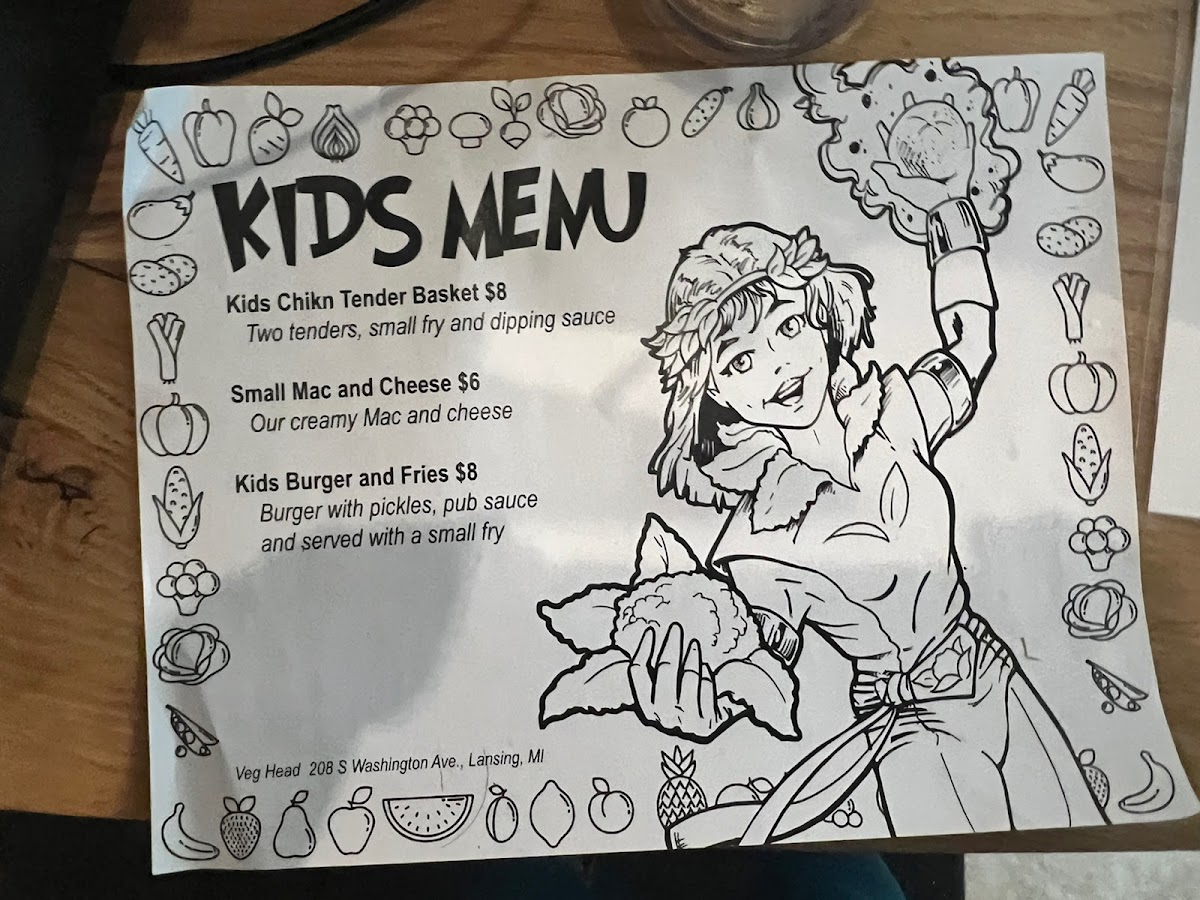 KIDS MENU
Kids Chikn Tender Basket $8
Two tenders, small fry and dipping sauce
Small Mac and Cheese $6
Our creamy Mac and cheese
Kids Burger and Fries $8
Burger with pickles, pub sauce
and served with a small fry
Veg Head 208 S Washington Ave., Lansing, MI